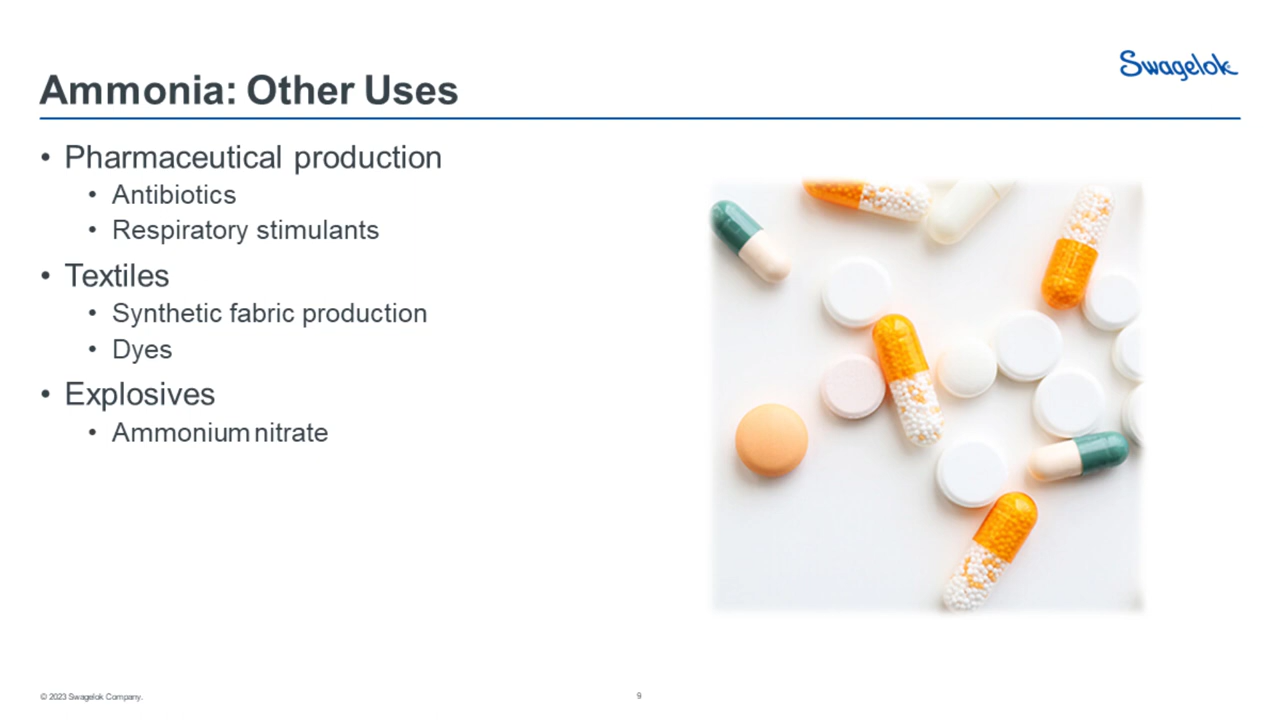 Swagelok
Ammonia: Other Uses
• Pharmaceutical production
• Antibiotics
• Respiratory stimulants
• Textiles
• Synthetic fabric production
• Dyes
• Explosives
• Ammonium nitrate
© 2023 Swagelok Company.
9